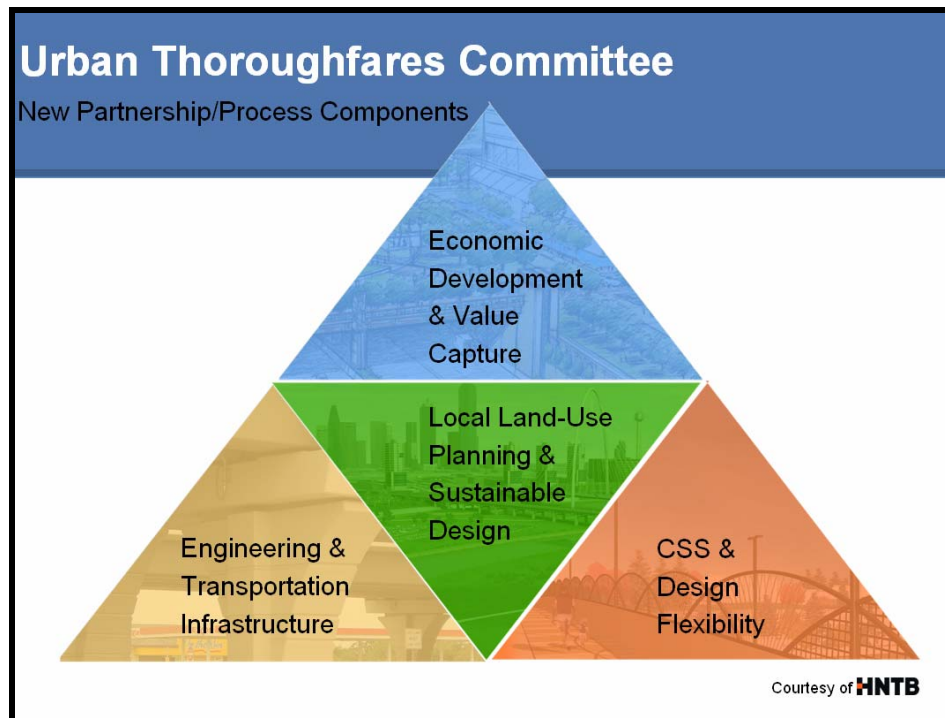 Urban Thoroughfares Committee
New Partnership/Process Components
Economic
Development
& Value
Capture
Local Land-Use
Planning &
Sustainable
Design
Engineering &
Transportation
Infrastructure
CSS &
Design
Flexibility
Courtesy of HNTB